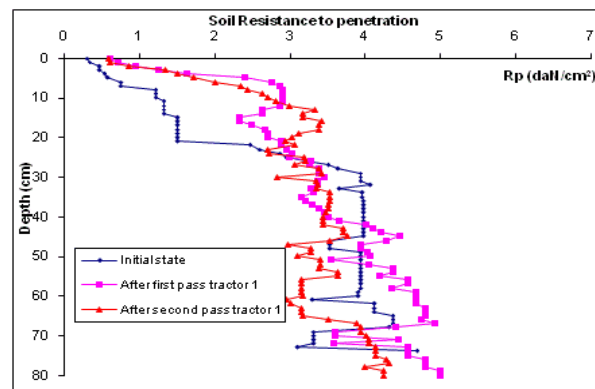 Soil Resistance to penetration
0 1 2 3 4 5 6 7
Rp (daN/cm²)
0
10
20
30
40
50
60
70
80
Depth (cm)
Initial state
After first pass tractor 1
After second pass tractor 1